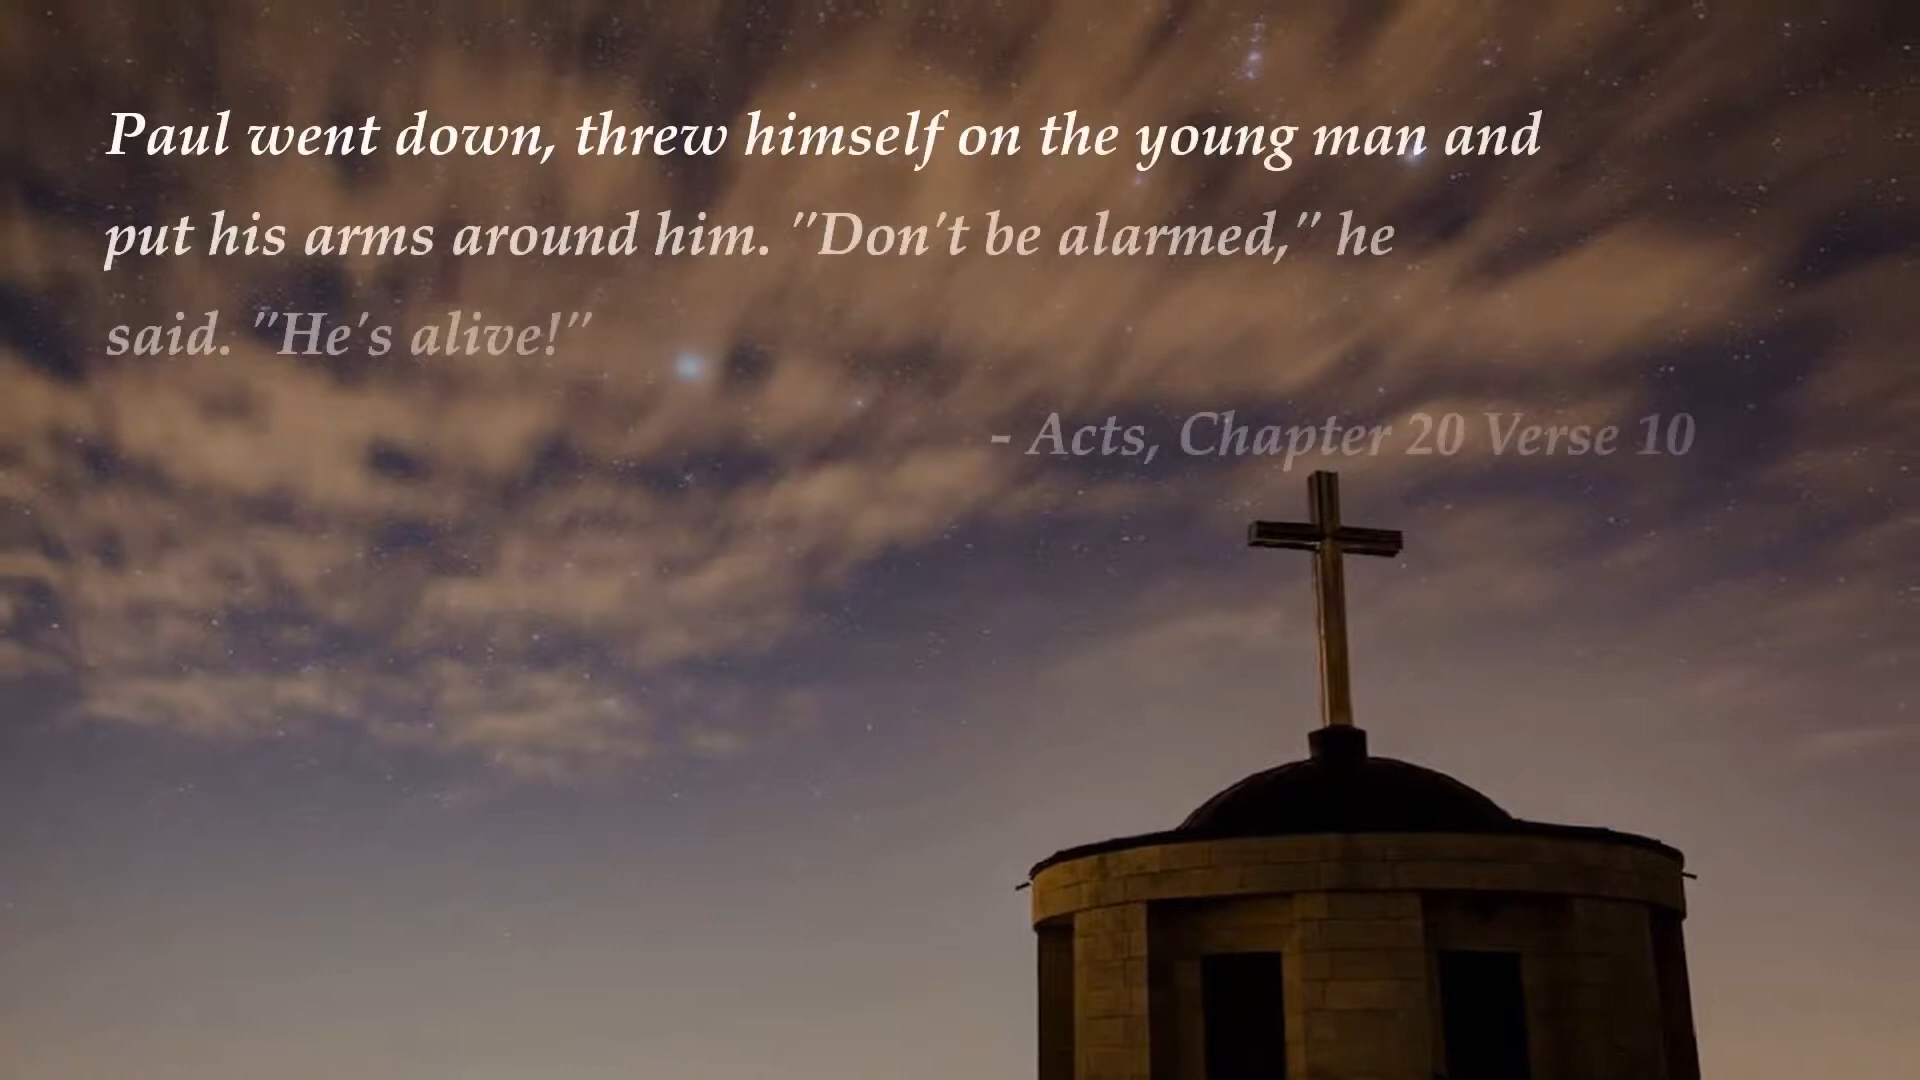 Paul went down, threw himself on the young man and
put his arms around him. "Don't be alarmed," he
said. "He's alive!"
- Acts, Chapter 20 Verse 10